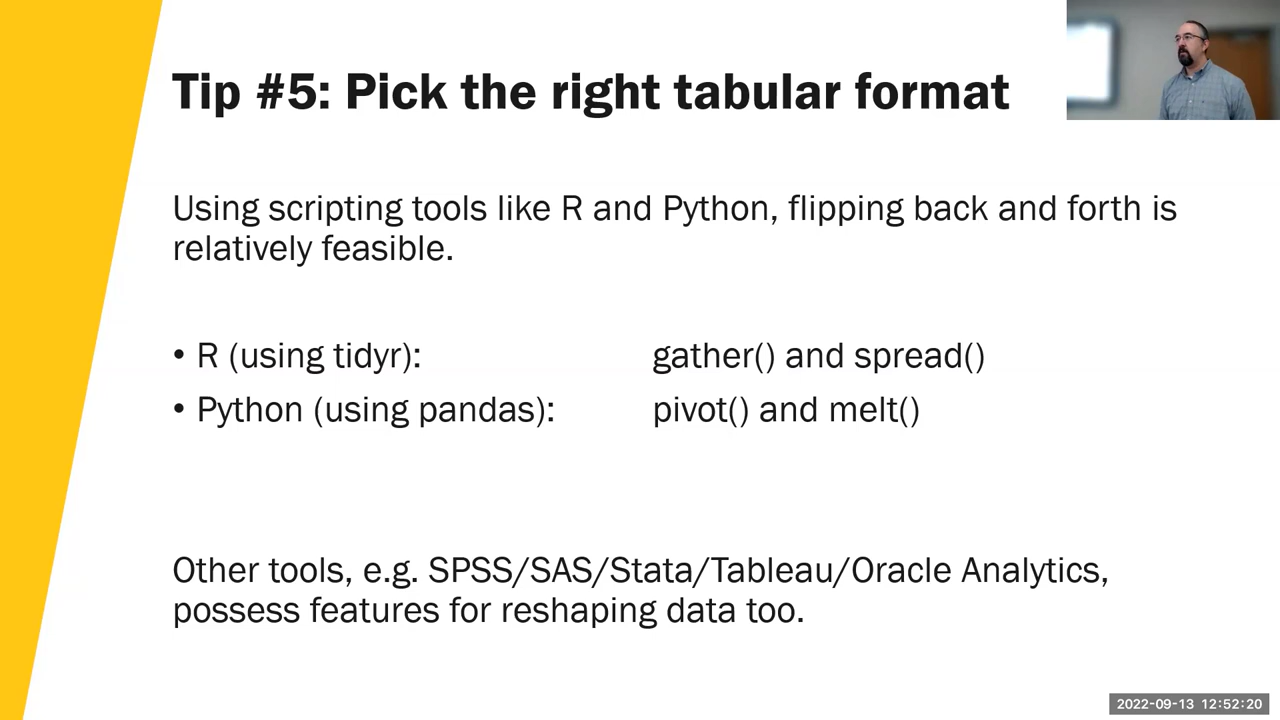 Tip #5: Pick the right tabular format
Using scripting tools like R and Python, flipping back and forth is
relatively feasible.
• R (using tidyr): gather() and spread()
• Python (using pandas): pivot() and melt()
Other tools, e.g. SPSS/SAS/Stata/Tableau/Oracle Analytics,
possess features for reshaping data too.
2022-09-13 12:52:20